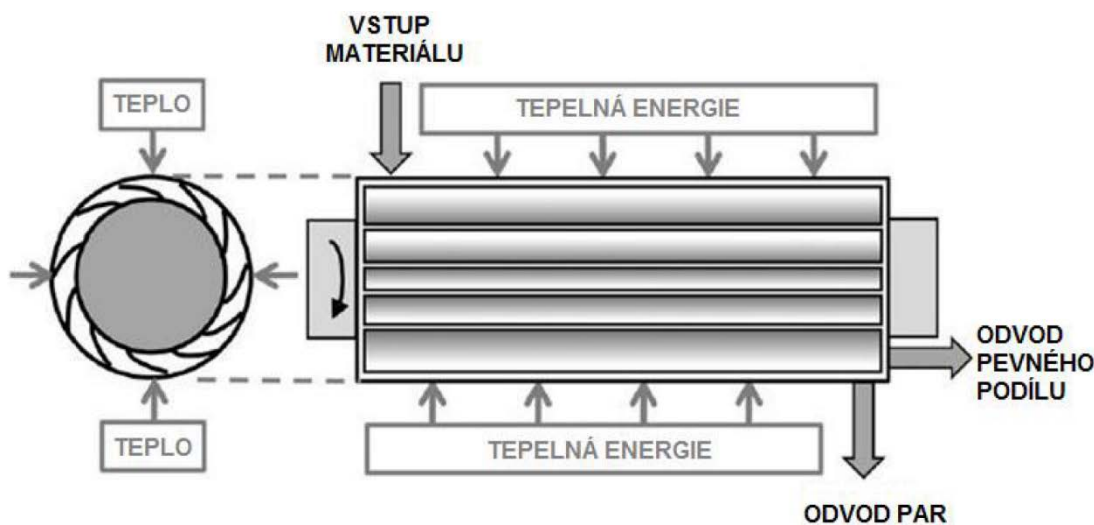 VSTUP
MATERIÁLU
TEPLO
TEPELNÁ ENERGIE
ODVOD
PEVNÉHO
PODÍLU
TEPLO
TEPELNÁ ENERGIE
ODVOD PAR